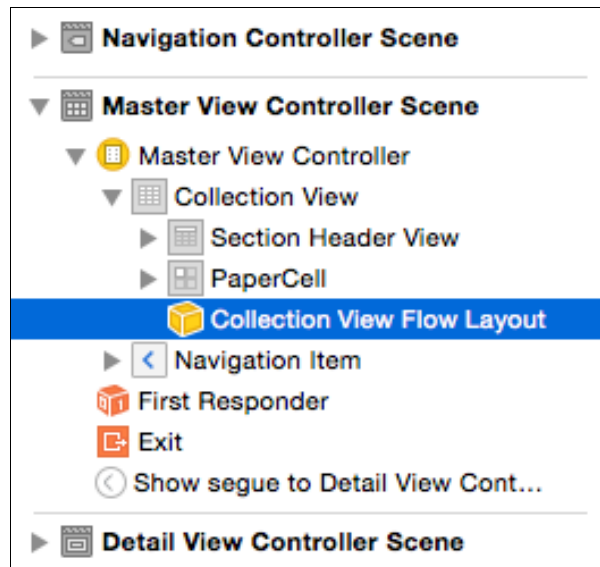 Navigation Controller Scene
Master View Controller Scene
Master View Controller
Collection View
Section Header View
PaperCell
Collection View Flow Layout
Navigation Item
First Responder
Exit
Show segue to Detail View Cont...
Detail View Controller Scene